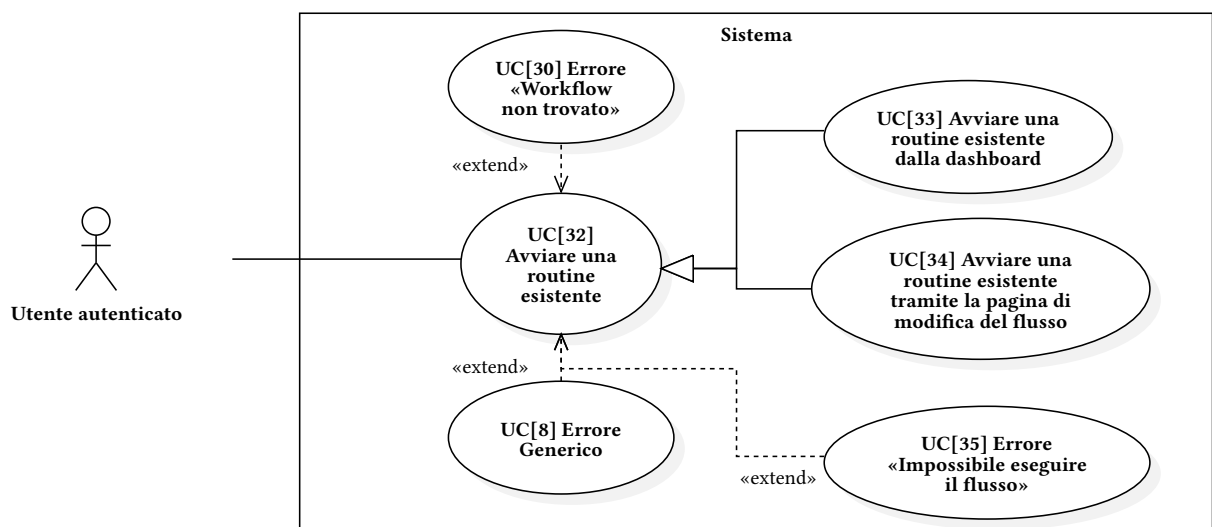 Sistema
UC[30] Errore
«Workflow
non trovato»
«extend»
UC[33] Avviare una
routine esistente
dalla dashboard
UC[32]
Avviare una
routine
esistente
UC[34] Avviare una
routine esistente
tramite la pagina di
modifica del flusso
Utente autenticato
«extend»
UC[8] Errore
Generico
UC[35] Errore
«Impossibile eseguire
il flusso»
«extend»